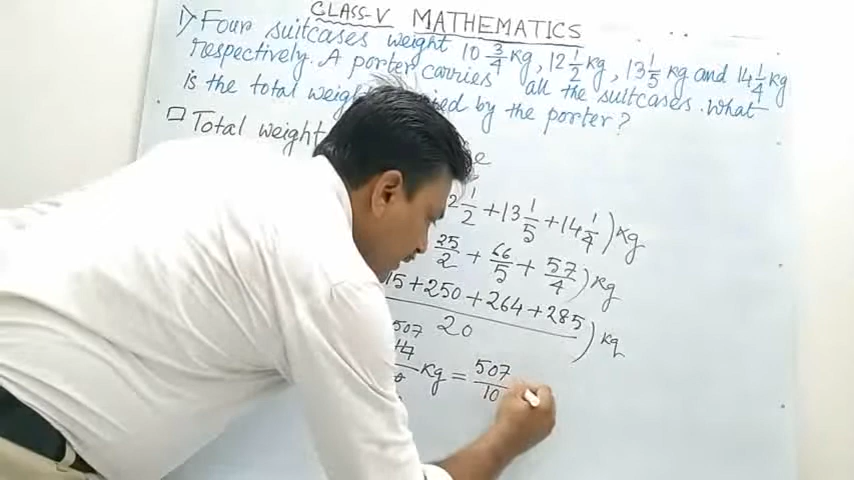 CLASS-V MATHEMATICS
1) Four suitcases weight 10 3/4 kg, 12 1/2 kg, 13 1/5 kg and 14 1/4 kg
respectively. A porter carries all the suitcases. What
is the total weigh by the porter?
Total weight
2 1/2 + 13 1/5 + 14 1/4) kg
25/2 + 66/5 + 57/4) kg
15 + 250 + 264 + 285 / 20) kg
507
kg = 507/10